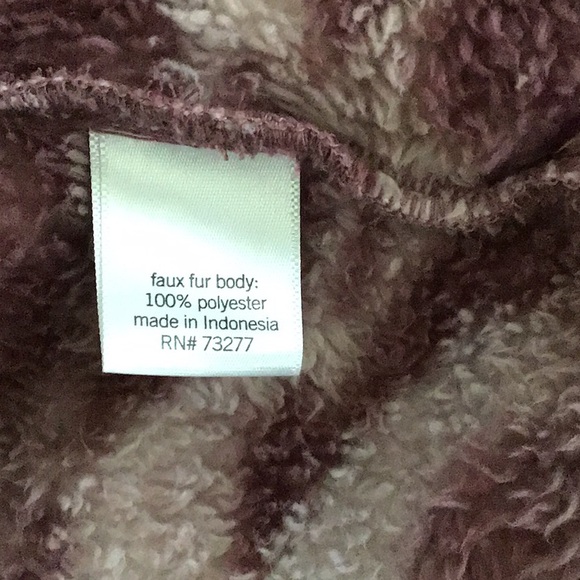 faux fur body:
100% polyester
made in Indonesia
RN# 73277